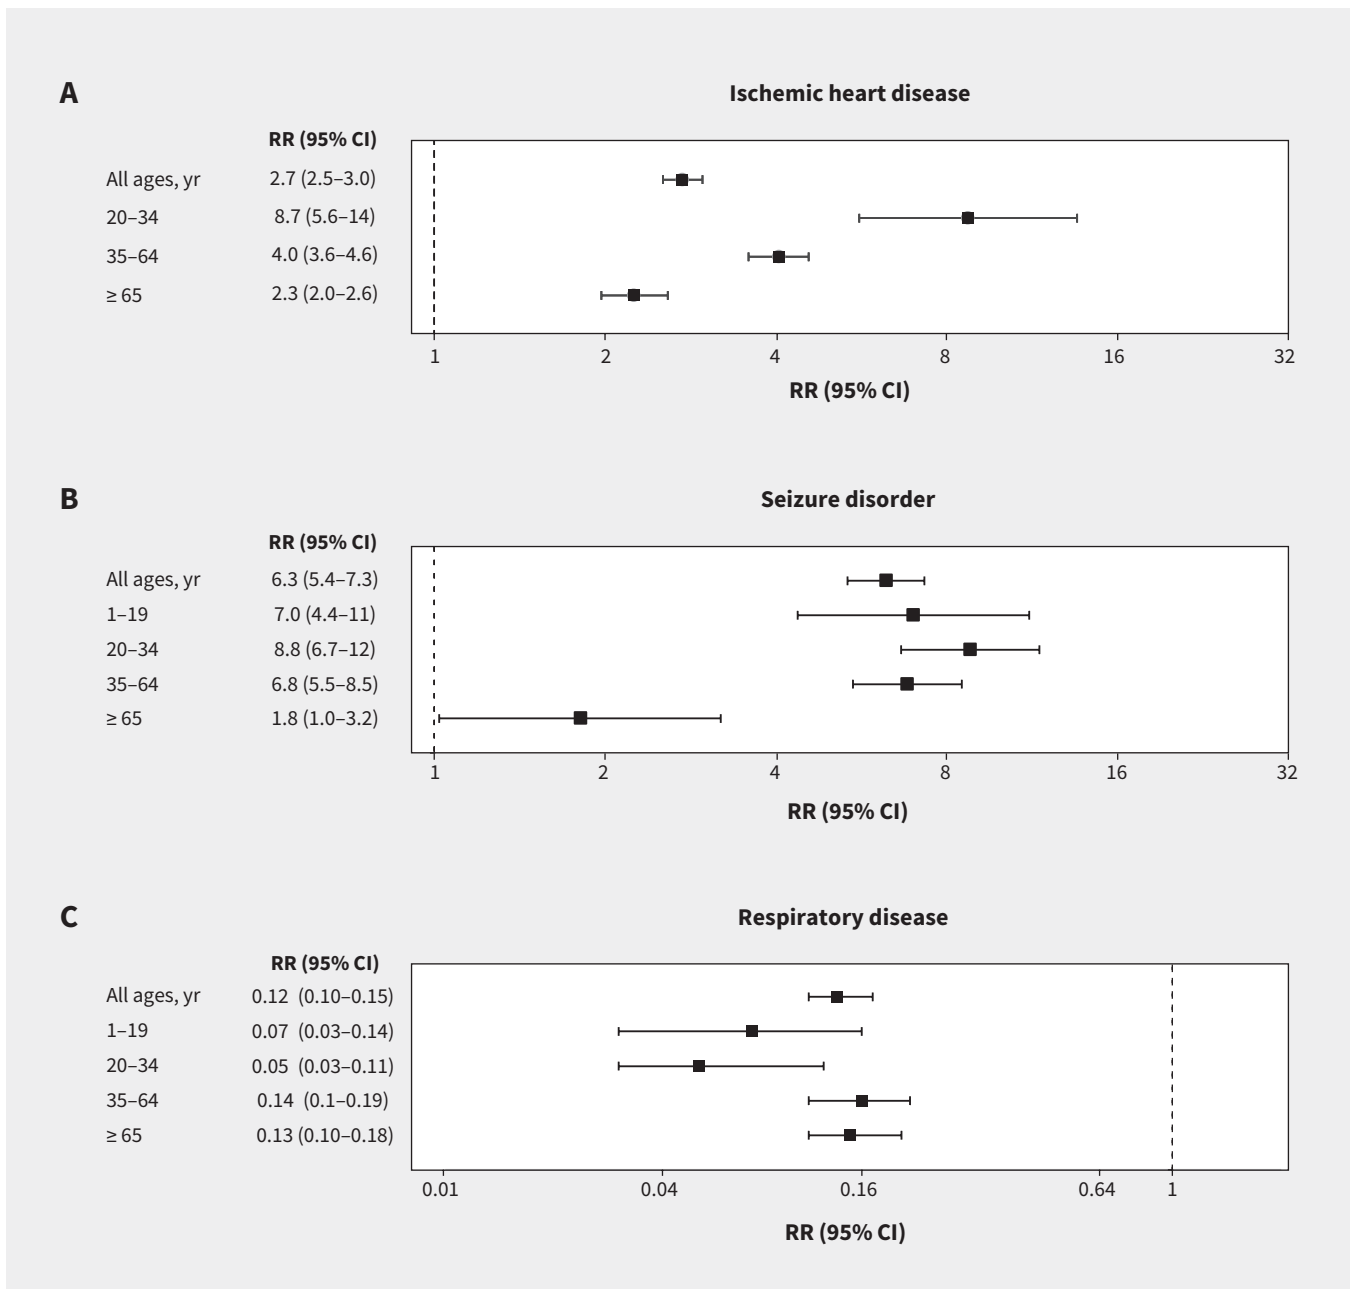 A
Ischemic heart disease
RR (95% CI)
All ages, yr 2.7 (2.5–3.0)
20–34 8.7 (5.6–14)
35–64 4.0 (3.6–4.6)
≥ 65 2.3 (2.0–2.6)
1 2 4 8 16 32
RR (95% CI)
B
Seizure disorder
RR (95% CI)
All ages, yr 6.3 (5.4–7.3)
1–19 7.0 (4.4–11)
20–34 8.8 (6.7–12)
35–64 6.8 (5.5–8.5)
≥ 65 1.8 (1.0–3.2)
1 2 4 8 16 32
RR (95% CI)
C
Respiratory disease
RR (95% CI)
All ages, yr 0.12 (0.10–0.15)
1–19 0.07 (0.03–0.14)
20–34 0.05 (0.03–0.11)
35–64 0.14 (0.1–0.19)
≥ 65 0.13 (0.10–0.18)
0.01 0.04 0.16 0.64 1
RR (95% CI)